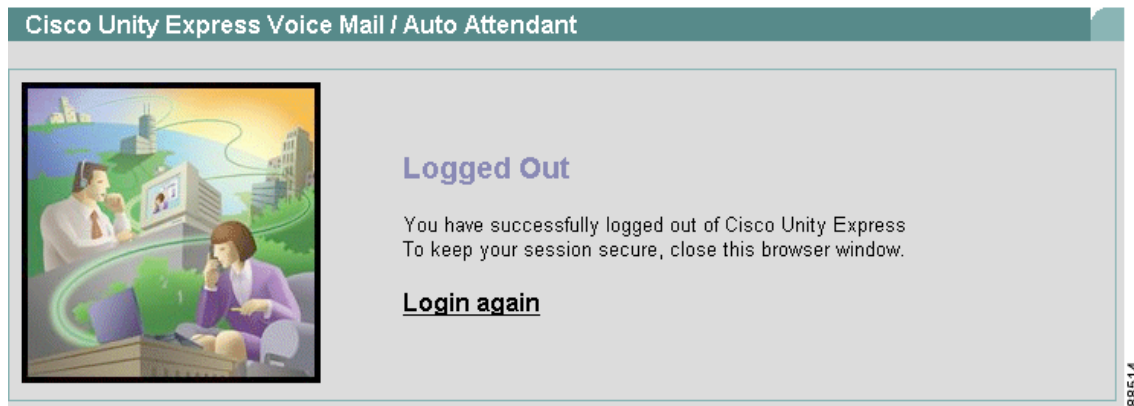 Cisco Unity Express Voice Mail / Auto Attendant
Logged Out
You have successfully logged out of Cisco Unity Express
To keep your session secure, close this browser window.
Login again
88514